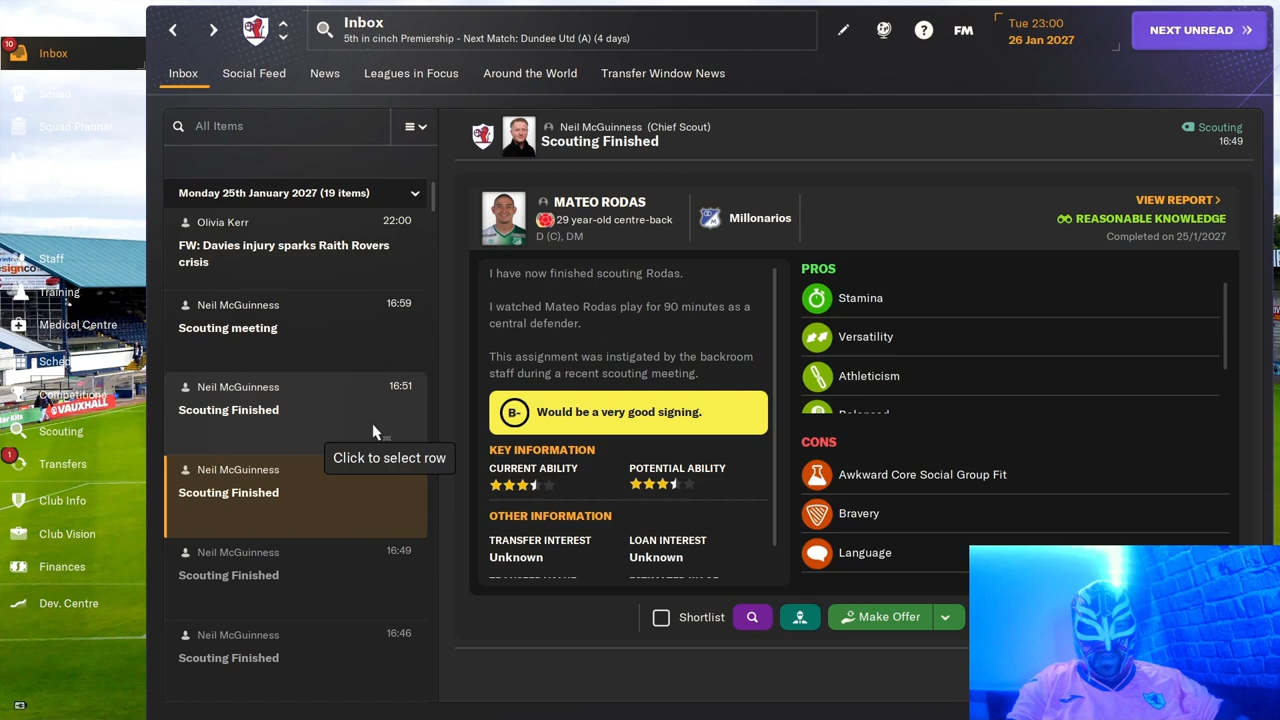 Inbox
5th in cinch Premiership - Next Match: Dundee Utd (A) (4 days)
FM
Tue 23:00
26 Jan 2027
NEXT UNREAD
10
Inbox
Squad
Squad Planner
Staff
Training
Medical Centre
Sched
Competitions
Scouting
1
Transfers
Club Info
Club Vision
Finances
Dev. Centre
VAUXHALL
Inbox
Social Feed
News
Leagues in Focus
Around the World
Transfer Window News
All Items
Monday 25th January 2027 (19 items)
Olivia Kerr
22:00
FW: Davies injury sparks Raith Rovers
crisis
Neil McGuinness
16:59
Scouting meeting
Neil McGuinness
16:51
Scouting Finished
Click to select row
Neil McGuinness
Scouting Finished
Neil McGuinness
16:49
Scouting Finished
Neil McGuinness
16:46
Scouting Finished
Neil McGuinness (Chief Scout)
Scouting Finished
Scouting
16:49
MATEO RODAS
29 year-old centre-back
D (C), DM
Millonarios
VIEW REPORT
REASONABLE KNOWLEDGE
Completed on 25/1/2027
I have now finished scouting Rodas.
I watched Mateo Rodas play for 90 minutes as a
central defender.
This assignment was instigated by the backroom
staff during a recent scouting meeting.
B-
Would be a very good signing.
KEY INFORMATION
CURRENT ABILITY
POTENTIAL ABILITY
OTHER INFORMATION
TRANSFER INTEREST
LOAN INTEREST
Unknown
Unknown
PROS
Stamina
Versatility
Athleticism
Balanced
CONS
Awkward Core Social Group Fit
Bravery
Language
Shortlist
Make Offer